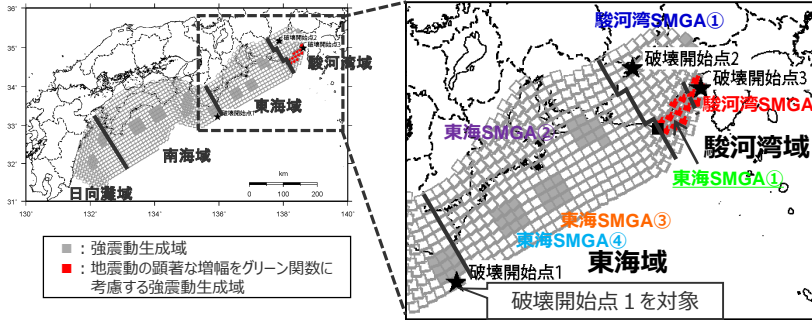 36°
35°
34°
33°
32°
31°
130°
132°
134°
136°
138°
140°
破壊開始点2
破壊開始点3
駿河湾域
東海域
破壊開始点1
南海域
日向灘域
km
0
100
200
:強震動生成域
:地震動の顕著な増幅をグリーン関数に
考慮する強震動生成域
駿河湾SMGA①
破壊開始点2
破壊開始点3
駿河湾SMGA
東海SMGA②
駿河湾域
東海SMGA①
東海SMGA③
東海SMGA④
東海域
破壊開始点1
破壊開始点1を対象